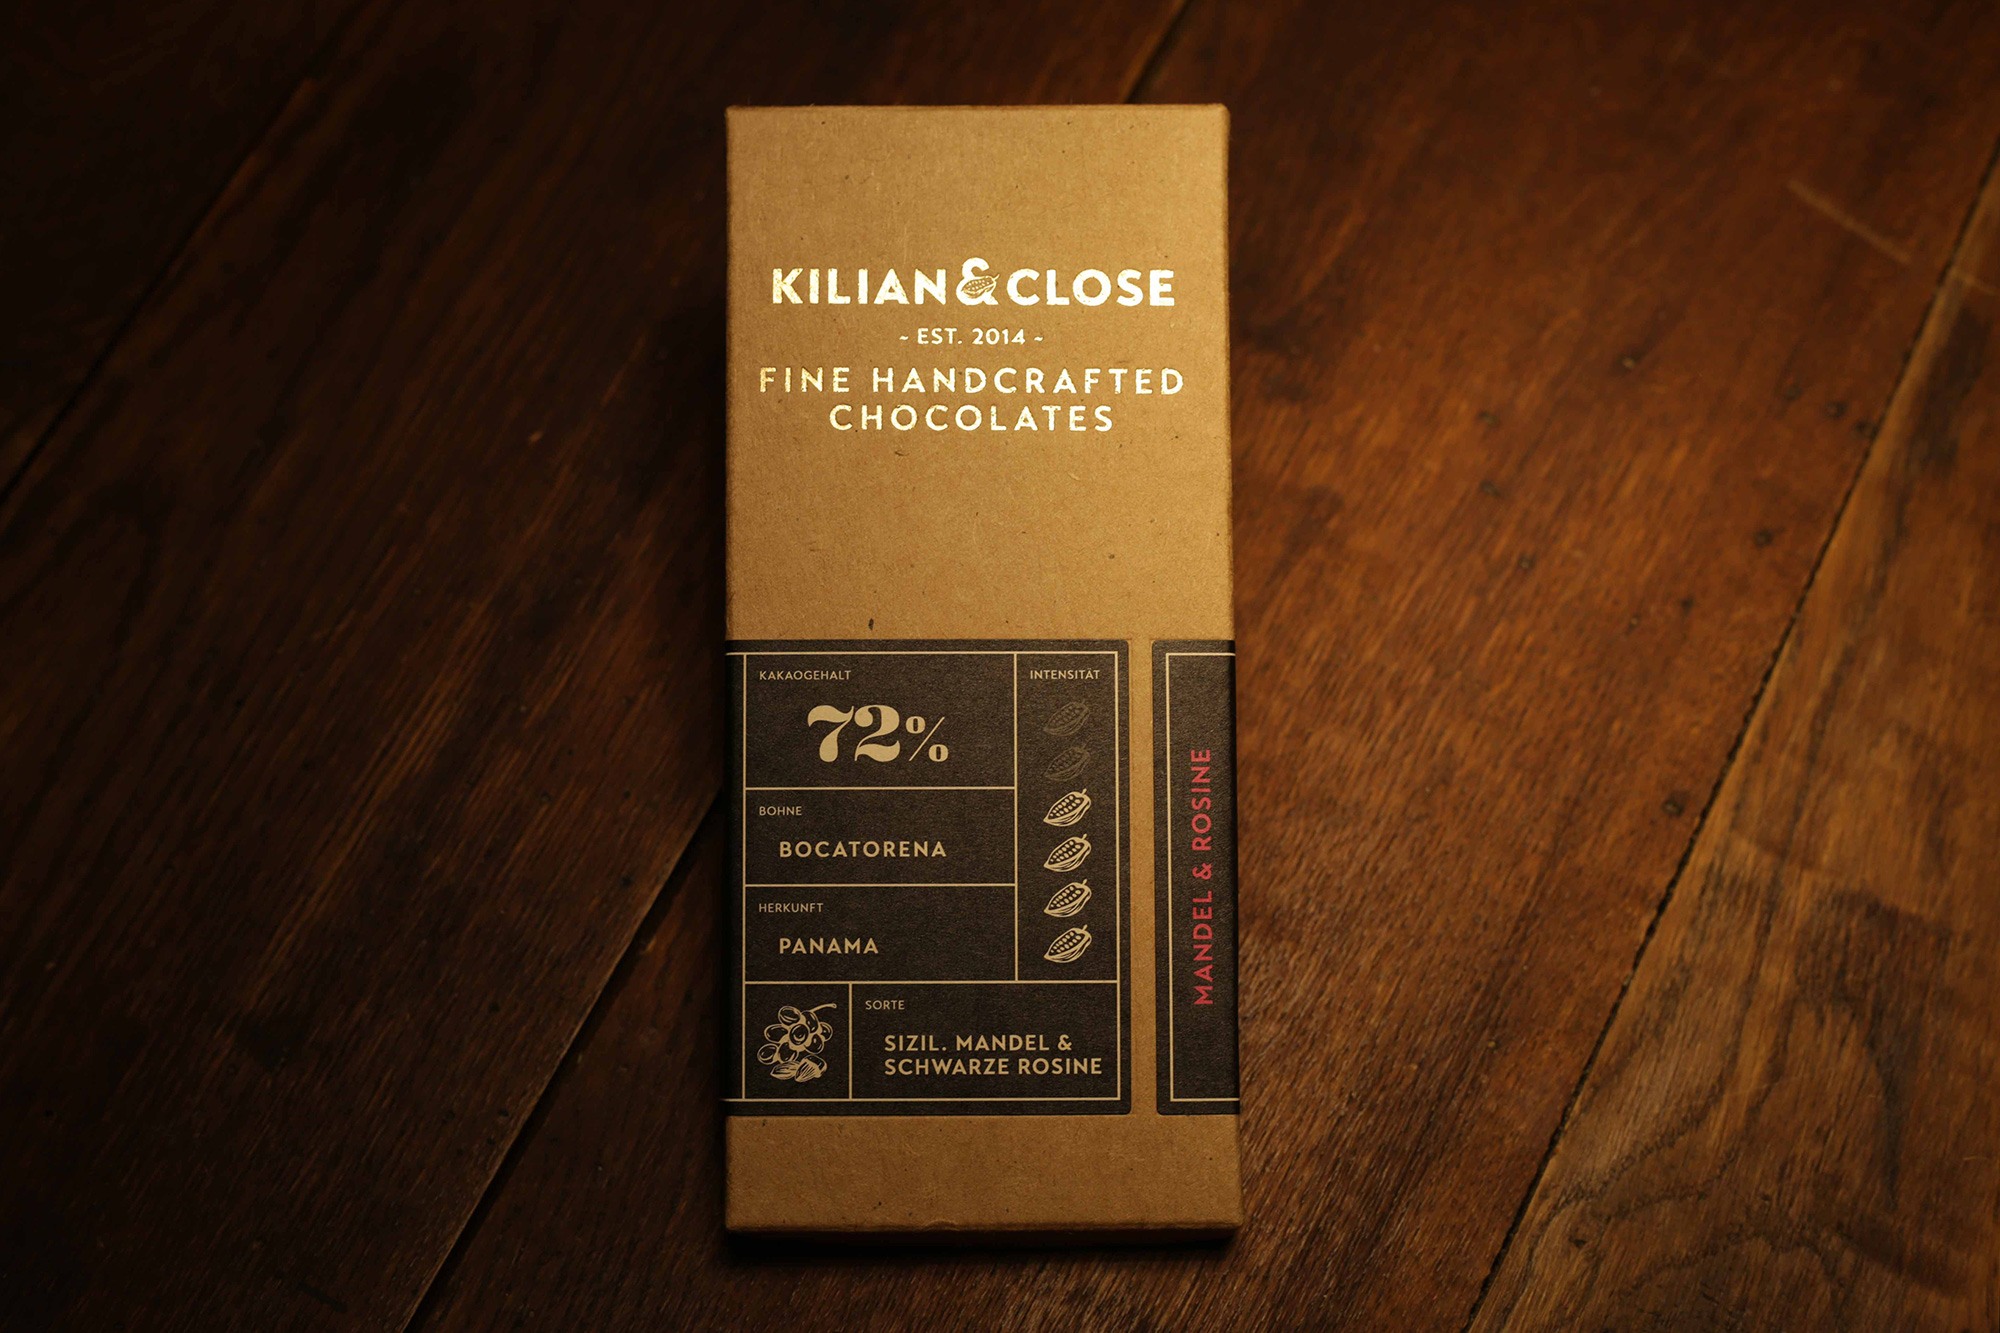 KILIAN & CLOSE
~ EST. 2014 ~
FINE HANDCRAFTED
CHOCOLATES
KAKAOGEHALT
72%
INTENSITÄT
BOHNE
BOCATORENA
HERKUNFT
PANAMA
SORTE
SIZIL. MANDEL &
SCHWARZE ROSINE
MANDEL & ROSINE